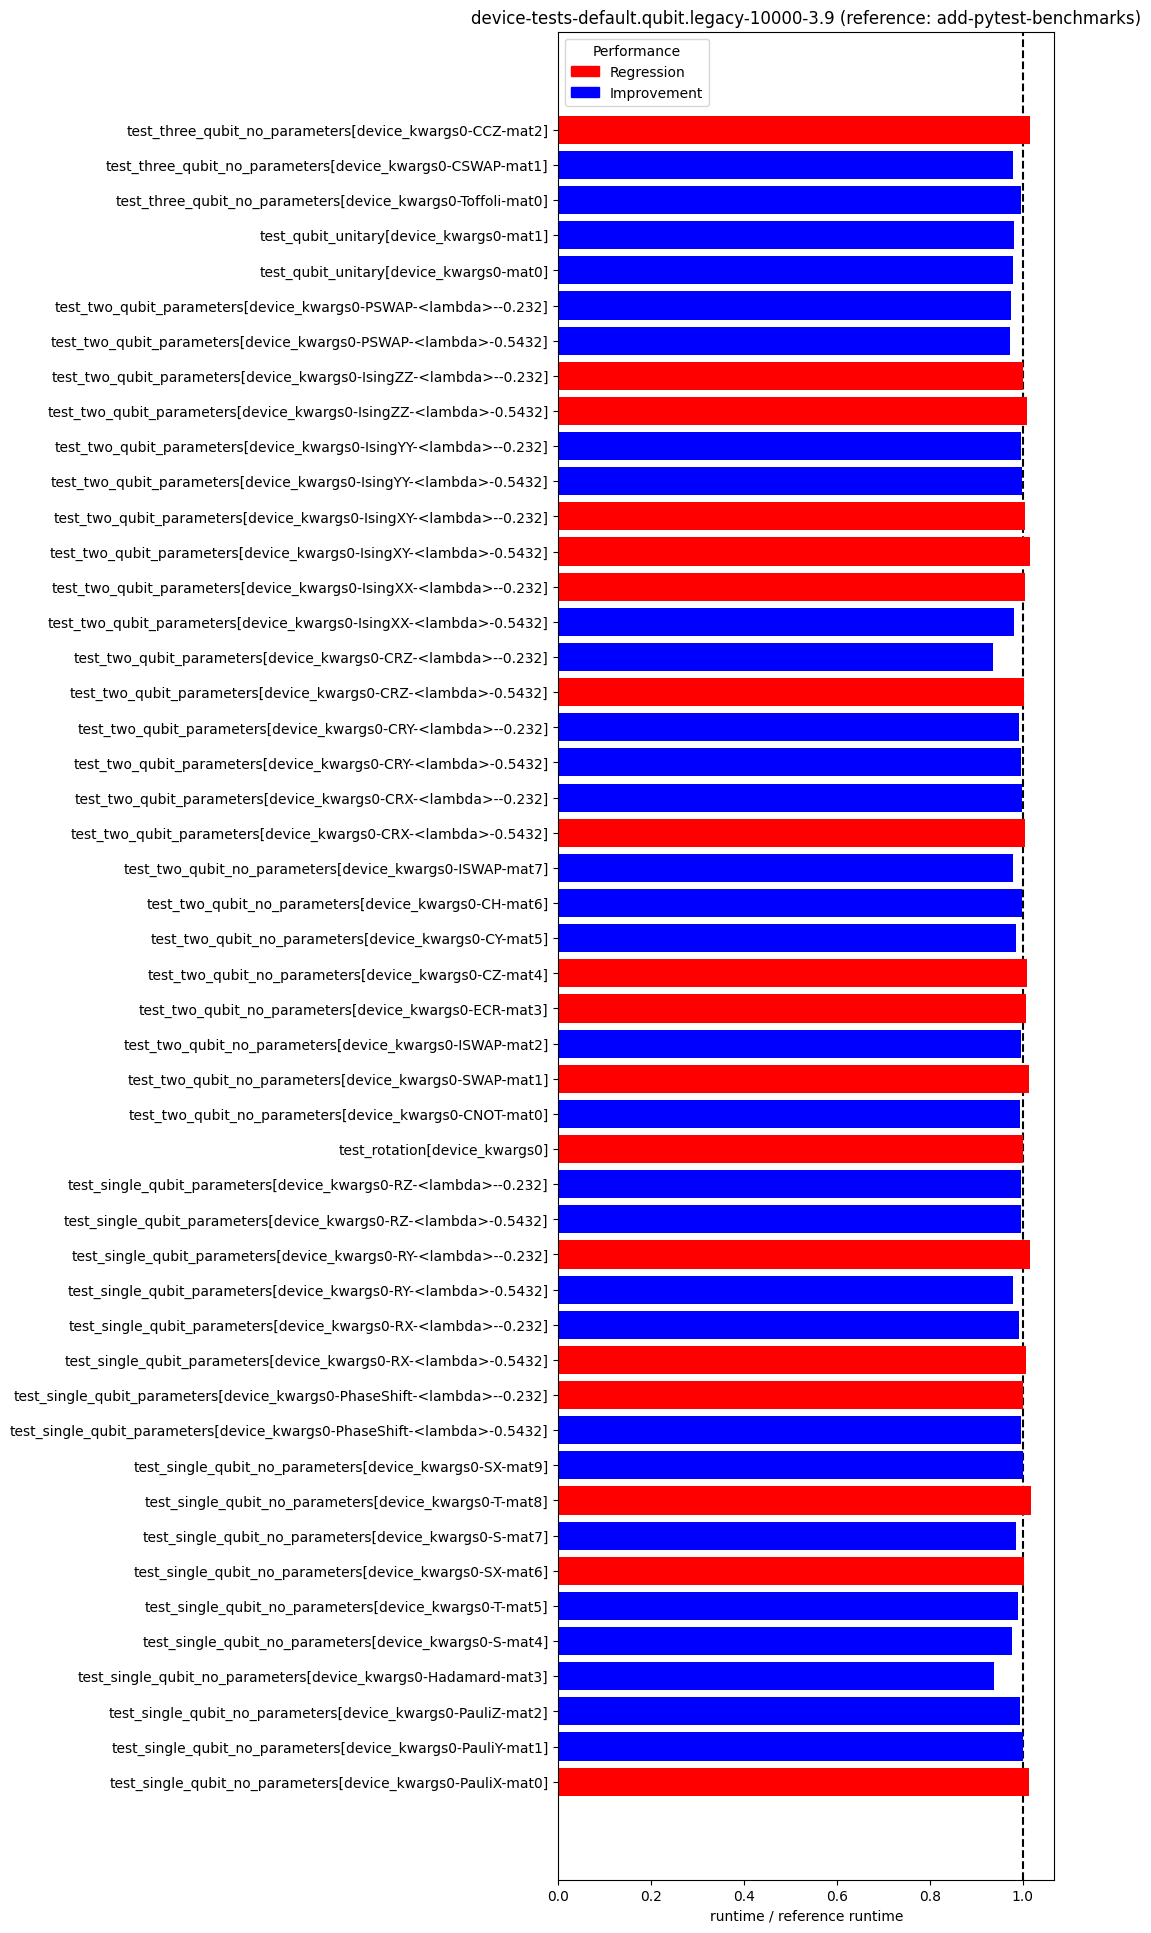 device-tests-default.qubit.legacy-10000-3.9 (reference: add-pytest-benchmarks)
Performance
Regression
Improvement
test_three_qubit_no_parameters[device_kwargs0-CCZ-mat2]
test_three_qubit_no_parameters[device_kwargs0-CSWAP-mat1]
test_three_qubit_no_parameters[device_kwargs0-Toffoli-mat0]
test_qubit_unitary[device_kwargs0-mat1]
test_qubit_unitary[device_kwargs0-mat0]
test_two_qubit_parameters[device_kwargs0-PSWAP-<lambda>--0.232]
test_two_qubit_parameters[device_kwargs0-PSWAP-<lambda>-0.5432]
test_two_qubit_parameters[device_kwargs0-IsingZZ-<lambda>--0.232]
test_two_qubit_parameters[device_kwargs0-IsingZZ-<lambda>-0.5432]
test_two_qubit_parameters[device_kwargs0-IsingYY-<lambda>--0.232]
test_two_qubit_parameters[device_kwargs0-IsingYY-<lambda>-0.5432]
test_two_qubit_parameters[device_kwargs0-IsingXY-<lambda>--0.232]
test_two_qubit_parameters[device_kwargs0-IsingXY-<lambda>-0.5432]
test_two_qubit_parameters[device_kwargs0-IsingXX-<lambda>--0.232]
test_two_qubit_parameters[device_kwargs0-IsingXX-<lambda>-0.5432]
test_two_qubit_parameters[device_kwargs0-CRZ-<lambda>--0.232]
test_two_qubit_parameters[device_kwargs0-CRZ-<lambda>-0.5432]
test_two_qubit_parameters[device_kwargs0-CRY-<lambda>--0.232]
test_two_qubit_parameters[device_kwargs0-CRY-<lambda>-0.5432]
test_two_qubit_parameters[device_kwargs0-CRX-<lambda>--0.232]
test_two_qubit_parameters[device_kwargs0-CRX-<lambda>-0.5432]
test_two_qubit_no_parameters[device_kwargs0-ISWAP-mat7]
test_two_qubit_no_parameters[device_kwargs0-CH-mat6]
test_two_qubit_no_parameters[device_kwargs0-CY-mat5]
test_two_qubit_no_parameters[device_kwargs0-CZ-mat4]
test_two_qubit_no_parameters[device_kwargs0-ECR-mat3]
test_two_qubit_no_parameters[device_kwargs0-ISWAP-mat2]
test_two_qubit_no_parameters[device_kwargs0-SWAP-mat1]
test_two_qubit_no_parameters[device_kwargs0-CNOT-mat0]
test_rotation[device_kwargs0]
test_single_qubit_parameters[device_kwargs0-RZ-<lambda>--0.232]
test_single_qubit_parameters[device_kwargs0-RZ-<lambda>-0.5432]
test_single_qubit_parameters[device_kwargs0-RY-<lambda>--0.232]
test_single_qubit_parameters[device_kwargs0-RY-<lambda>-0.5432]
test_single_qubit_parameters[device_kwargs0-RX-<lambda>--0.232]
test_single_qubit_parameters[device_kwargs0-RX-<lambda>-0.5432]
test_single_qubit_parameters[device_kwargs0-PhaseShift-<lambda>--0.232]
test_single_qubit_parameters[device_kwargs0-PhaseShift-<lambda>-0.5432]
test_single_qubit_no_parameters[device_kwargs0-SX-mat9]
test_single_qubit_no_parameters[device_kwargs0-T-mat8]
test_single_qubit_no_parameters[device_kwargs0-S-mat7]
test_single_qubit_no_parameters[device_kwargs0-SX-mat6]
test_single_qubit_no_parameters[device_kwargs0-T-mat5]
test_single_qubit_no_parameters[device_kwargs0-S-mat4]
test_single_qubit_no_parameters[device_kwargs0-Hadamard-mat3]
test_single_qubit_no_parameters[device_kwargs0-PauliZ-mat2]
test_single_qubit_no_parameters[device_kwargs0-PauliY-mat1]
test_single_qubit_no_parameters[device_kwargs0-PauliX-mat0]
0.0 0.2 0.4 0.6 0.8 1.0
runtime / reference runtime